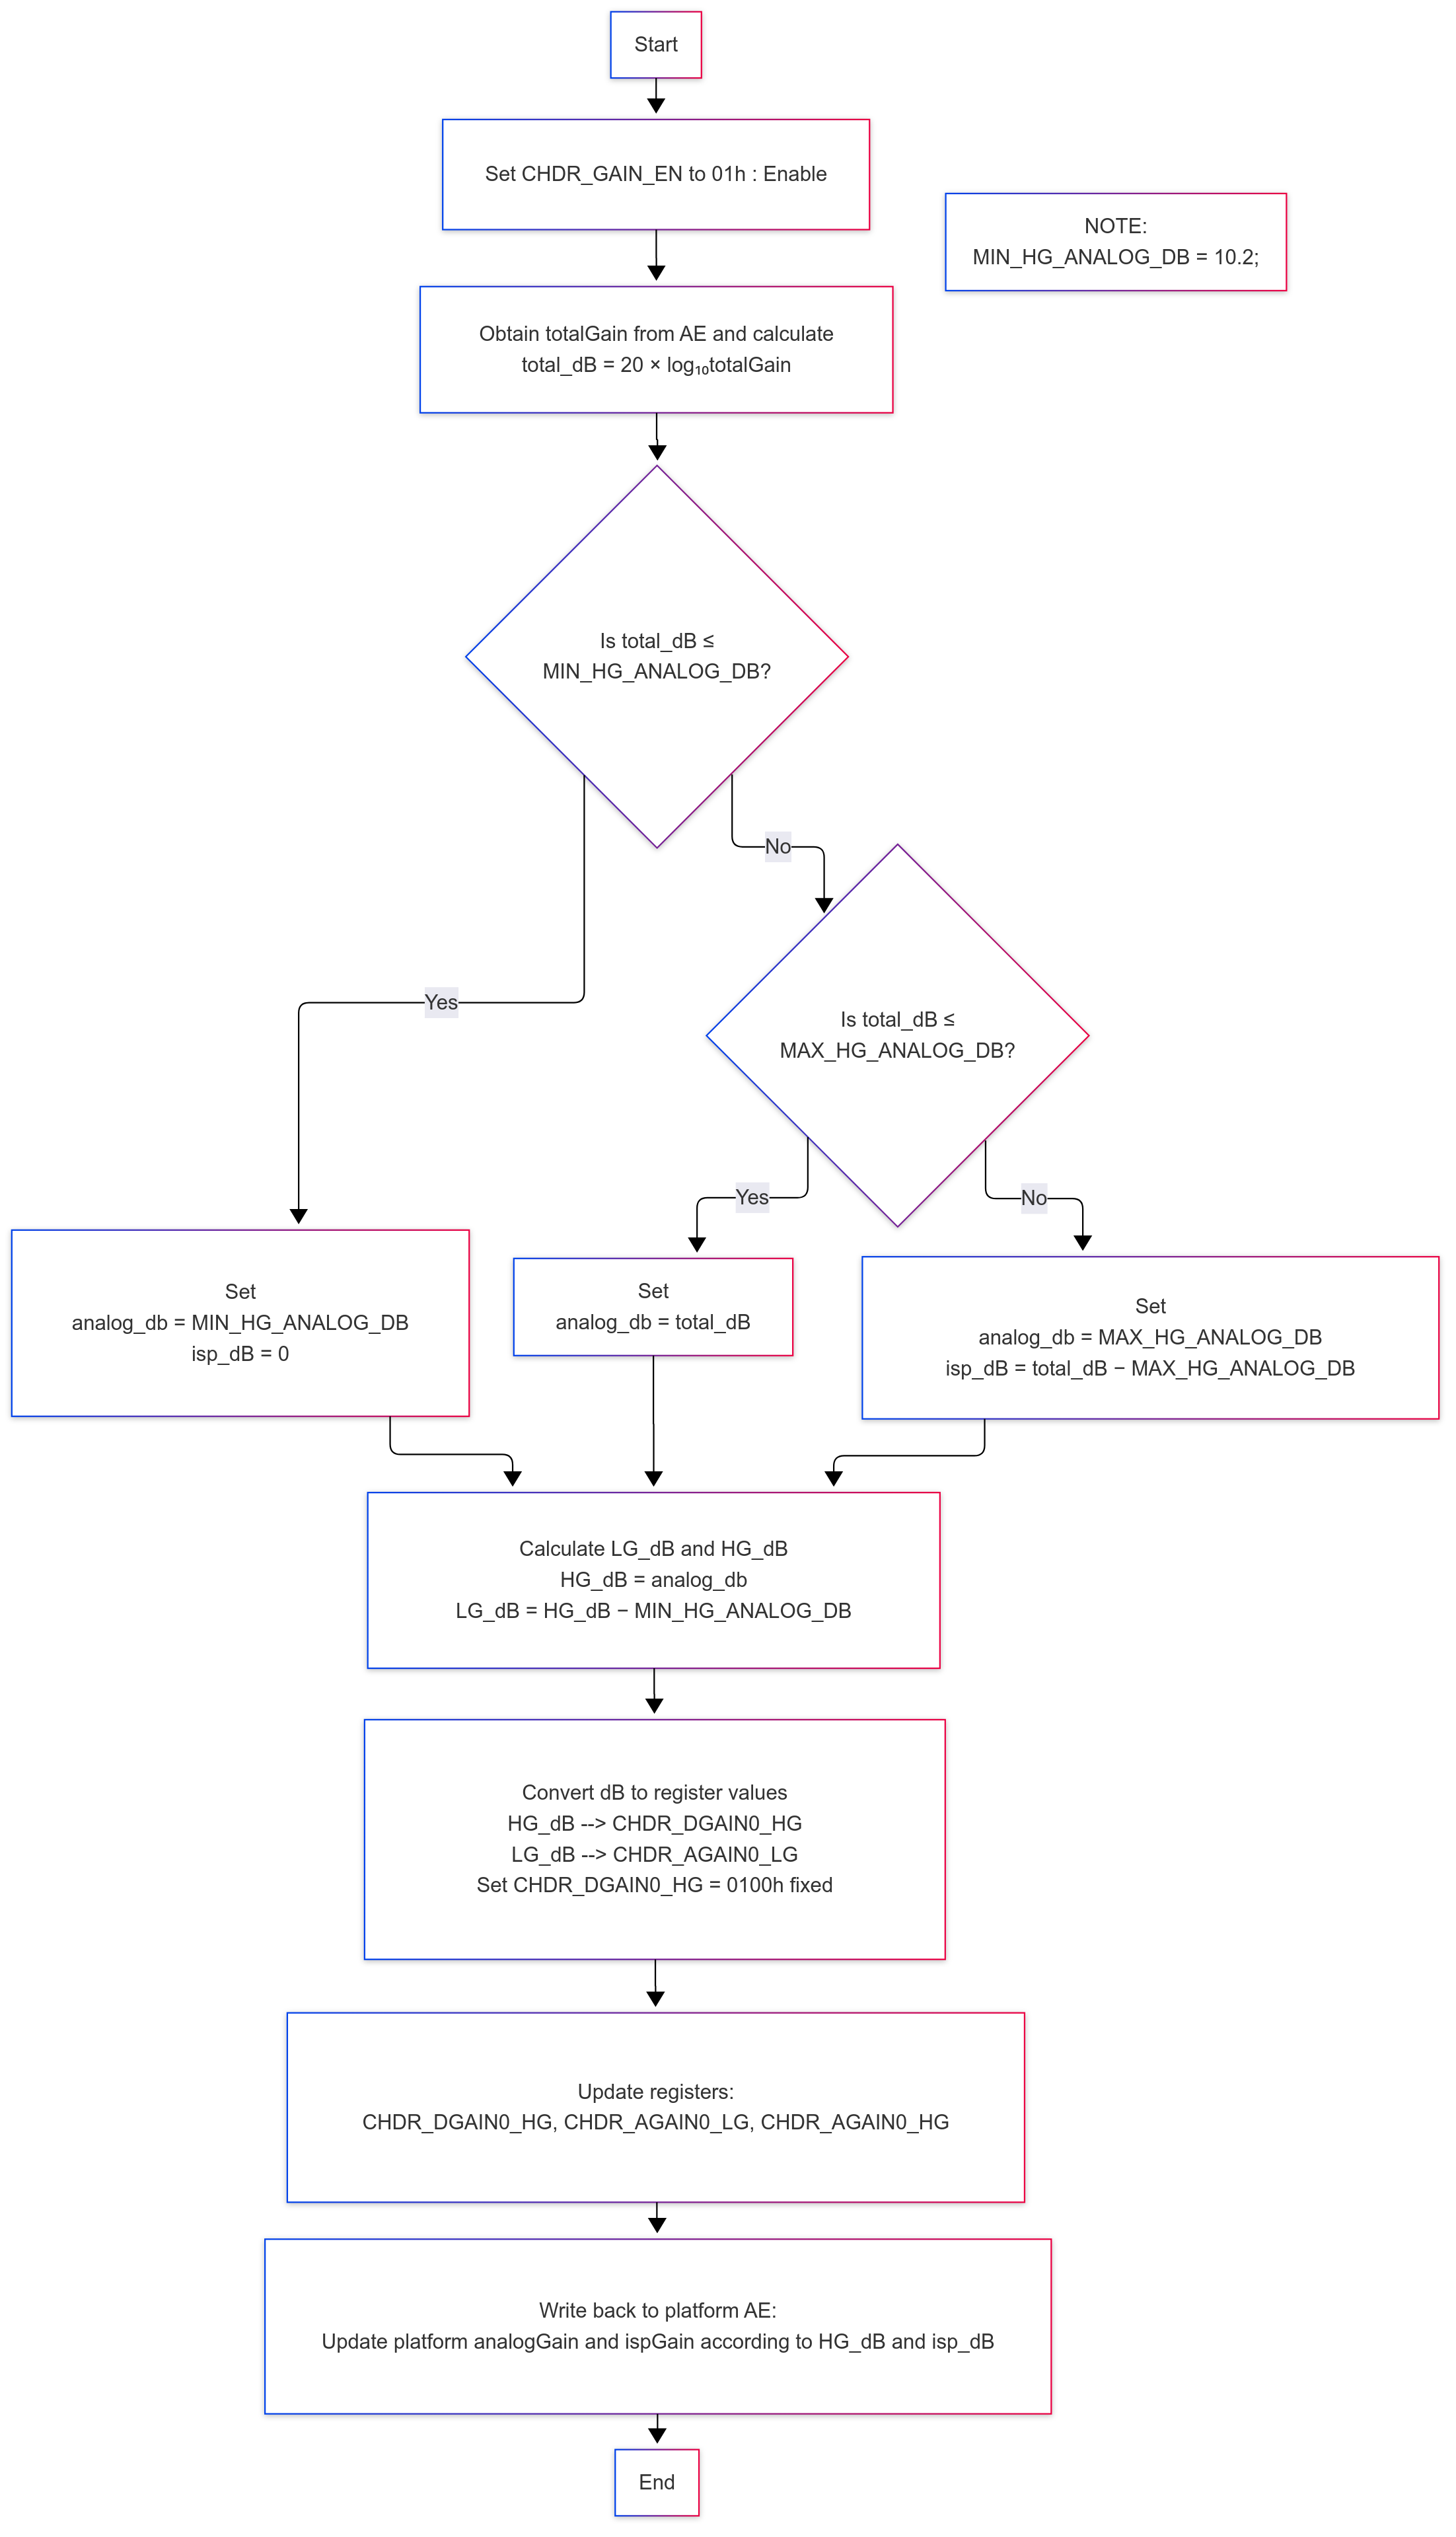 Start
Set CHDR_GAIN_EN to 01h : Enable
NOTE:
MIN_HG_ANALOG_DB = 10.2;
Obtain totalGain from AE and calculate
total_dB = 20 × log₁₀totalGain
Is total_dB ≤
MIN_HG_ANALOG_DB?
No
Yes
Is total_dB ≤
MAX_HG_ANALOG_DB?
Yes
No
Set
analog_db = MIN_HG_ANALOG_DB
isp_dB = 0
Set
analog_db = total_dB
Set
analog_db = MAX_HG_ANALOG_DB
isp_dB = total_dB − MAX_HG_ANALOG_DB
Calculate LG_dB and HG_dB
HG_dB = analog_db
LG_dB = HG_dB − MIN_HG_ANALOG_DB
Convert dB to register values
HG_dB --> CHDR_DGAIN0_HG
LG_dB --> CHDR_AGAIN0_LG
Set CHDR_DGAIN0_HG = 0100h fixed
Update registers:
CHDR_DGAIN0_HG, CHDR_AGAIN0_LG, CHDR_AGAIN0_HG
Write back to platform AE:
Update platform analogGain and ispGain according to HG_dB and isp_dB
End